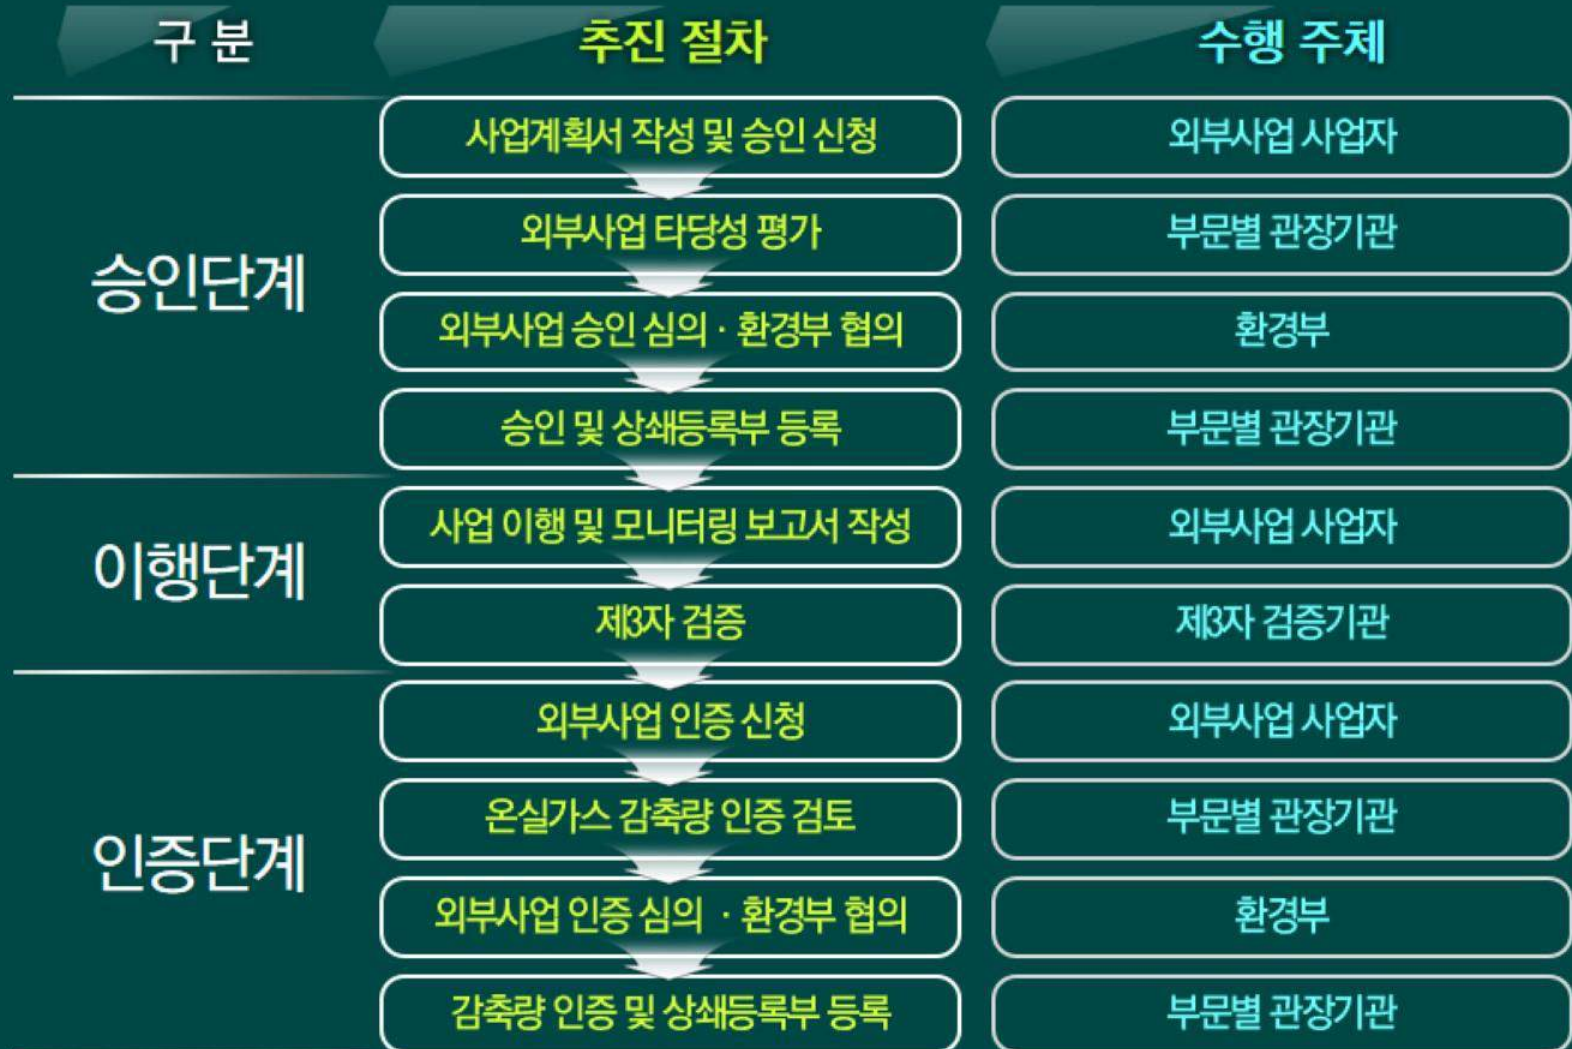 구 분 추진 절차 수행 주체
승인단계
사업계획서 작성 및 승인 신청 외부사업 사업자
외부사업 타당성 평가 부문별 관장기관
외부사업 승인 심의 · 환경부 협의 환경부
승인 및 상쇄등록부 등록 부문별 관장기관
이행단계
사업 이행 및 모니터링 보고서 작성 외부사업 사업자
제3자 검증 제3자 검증기관
인증단계
외부사업 인증 신청 외부사업 사업자
온실가스 감축량 인증 검토 부문별 관장기관
외부사업 인증 심의 · 환경부 협의 환경부
감축량 인증 및 상쇄등록부 등록 부문별 관장기관